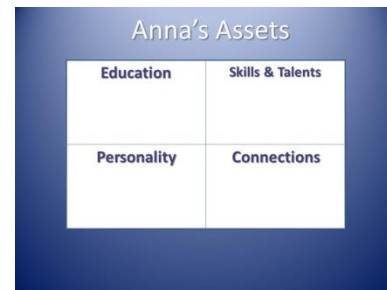 Anna's Assets
Education
Skills & Talents
Personality
Connections